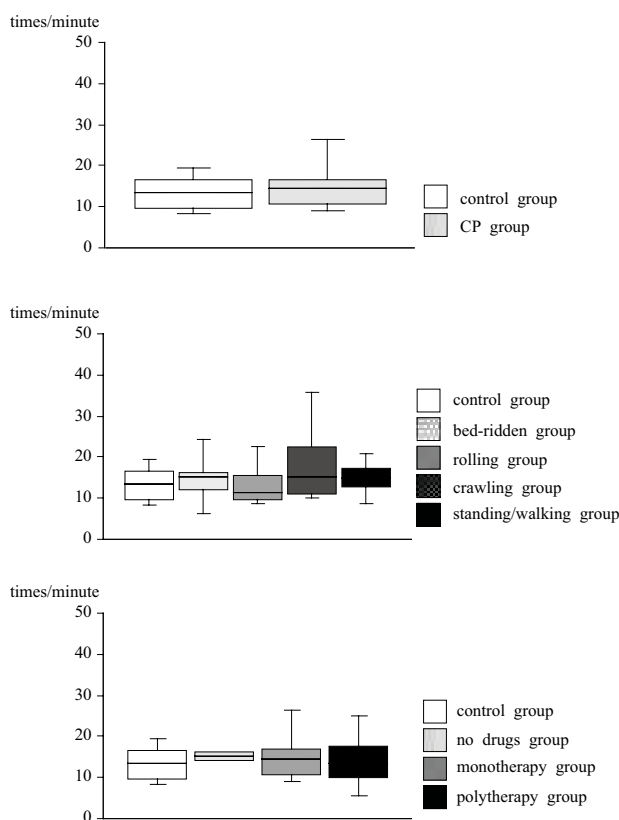 times/minute
50
40
30
20
10
0
control group
CP group
times/minute
50
40
30
20
10
0
control group
bed-ridden group
rolling group
crawling group
standing/walking group
times/minute
50
40
30
20
10
0
control group
no drugs group
monotherapy group
polytherapy group